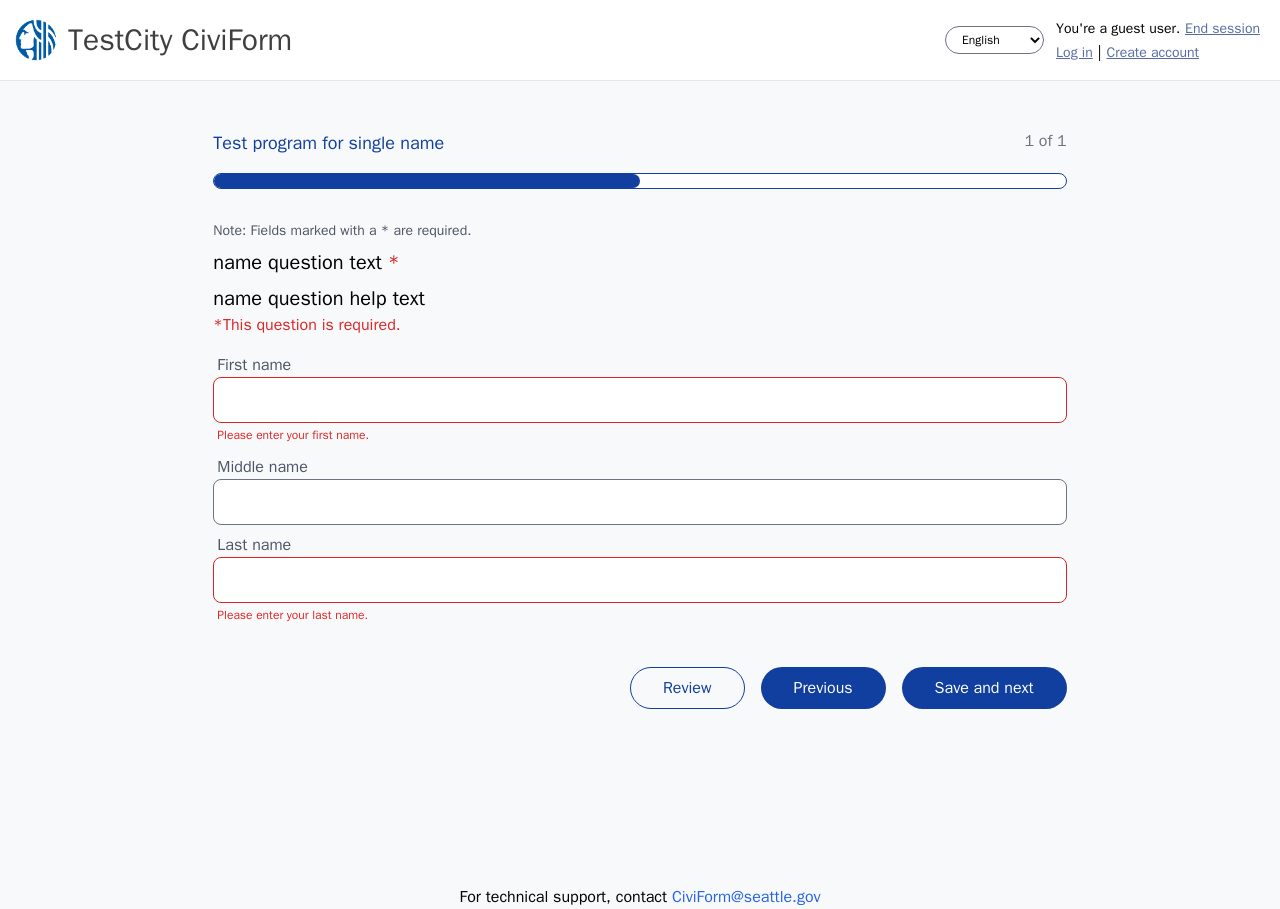 TestCity CiviForm
English
You're a guest user. End session
Log in | Create account
Test program for single name
1 of 1
Note: Fields marked with a * are required.
name question text *
name question help text
*This question is required.
First name
Please enter your first name.
Middle name
Last name
Please enter your last name.
Review
Previous
Save and next
For technical support, contact CiviForm@seattle.gov